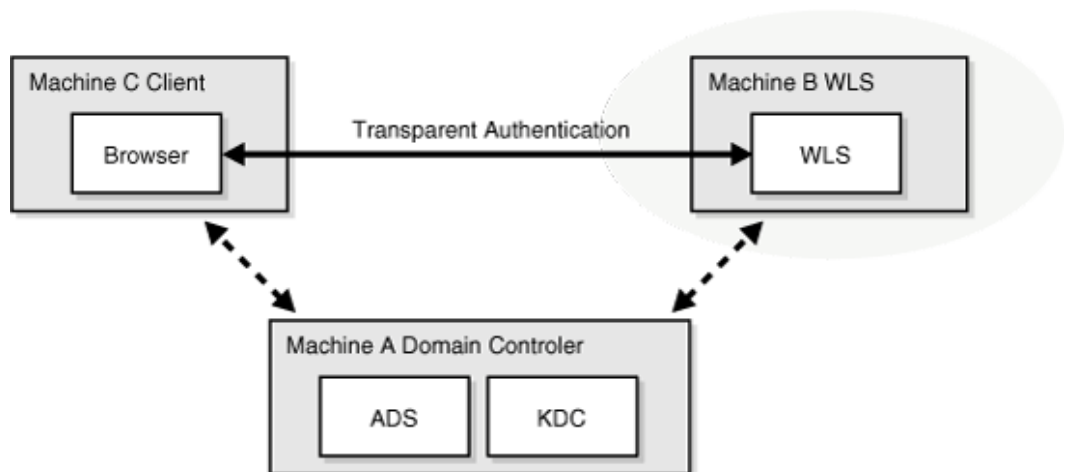 Machine C Client
Machine B WLS
Transparent Authentication
Browser
WLS
Machine A Domain Controler
ADS
KDC